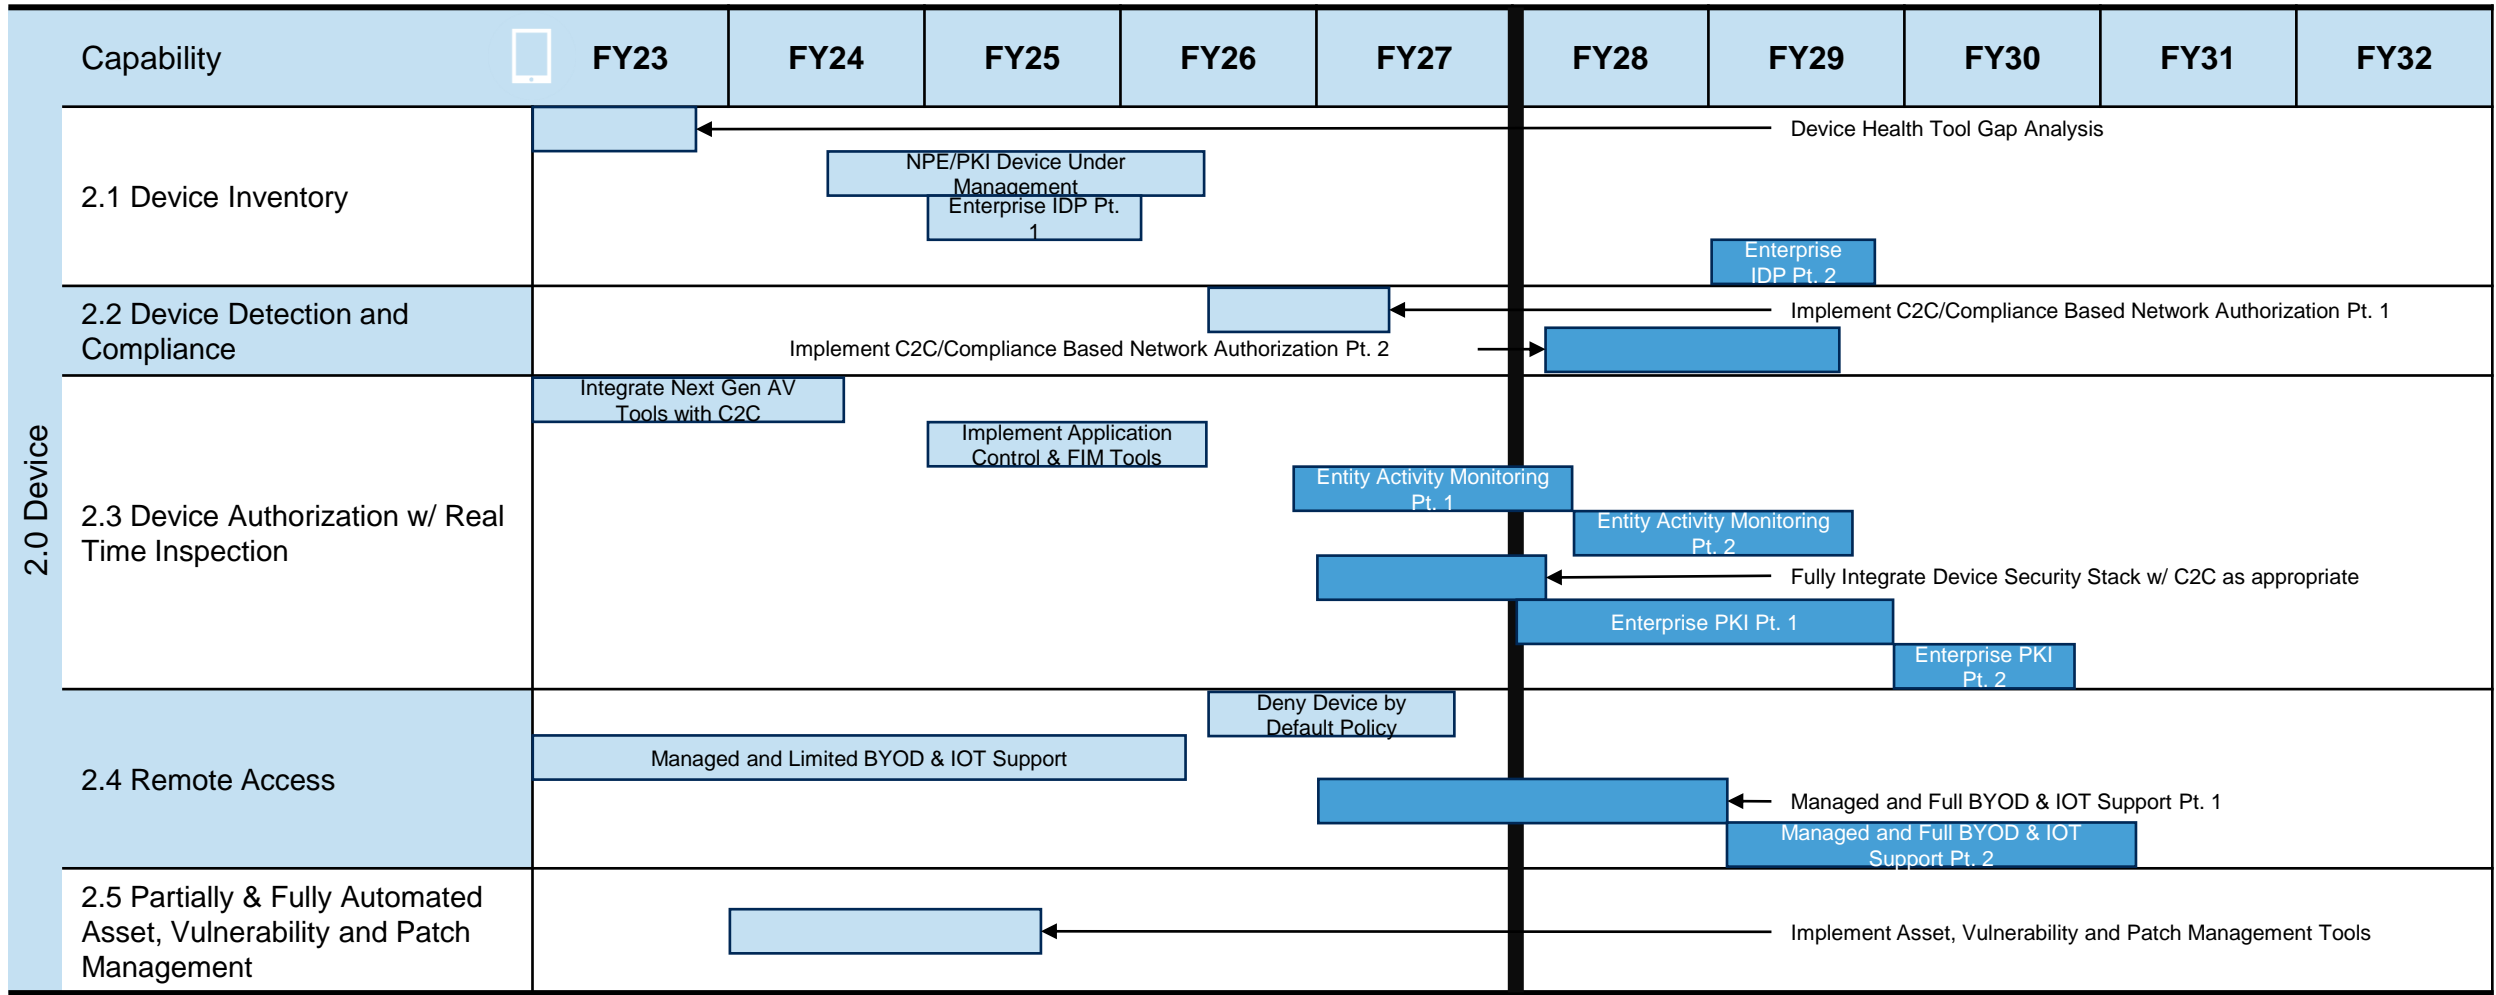 Capability
FY23
FY24
FY25
FY26
FY27
FY28
FY29
FY30
FY31
FY32
2.0 Device
2.1 Device Inventory
Device Health Tool Gap Analysis
NPE/PKI Device Under
Management
Enterprise IDP Pt.
1
Enterprise
IDP Pt. 2
2.2 Device Detection and
Compliance
Implement C2C/Compliance Based Network Authorization Pt. 1
Implement C2C/Compliance Based Network Authorization Pt. 2
2.3 Device Authorization w/ Real
Time Inspection
Integrate Next Gen AV
Tools with C2C
Implement Application
Control & FIM Tools
Entity Activity Monitoring
Pt. 1
Entity Activity Monitoring
Pt. 2
Fully Integrate Device Security Stack w/ C2C as appropriate
Enterprise PKI Pt. 1
Enterprise PKI
Pt. 2
2.4 Remote Access
Deny Device by
Default Policy
Managed and Limited BYOD & IOT Support
Managed and Full BYOD & IOT Support Pt. 1
Managed and Full BYOD & IOT
Support Pt. 2
2.5 Partially & Fully Automated
Asset, Vulnerability and Patch
Management
Implement Asset, Vulnerability and Patch Management Tools